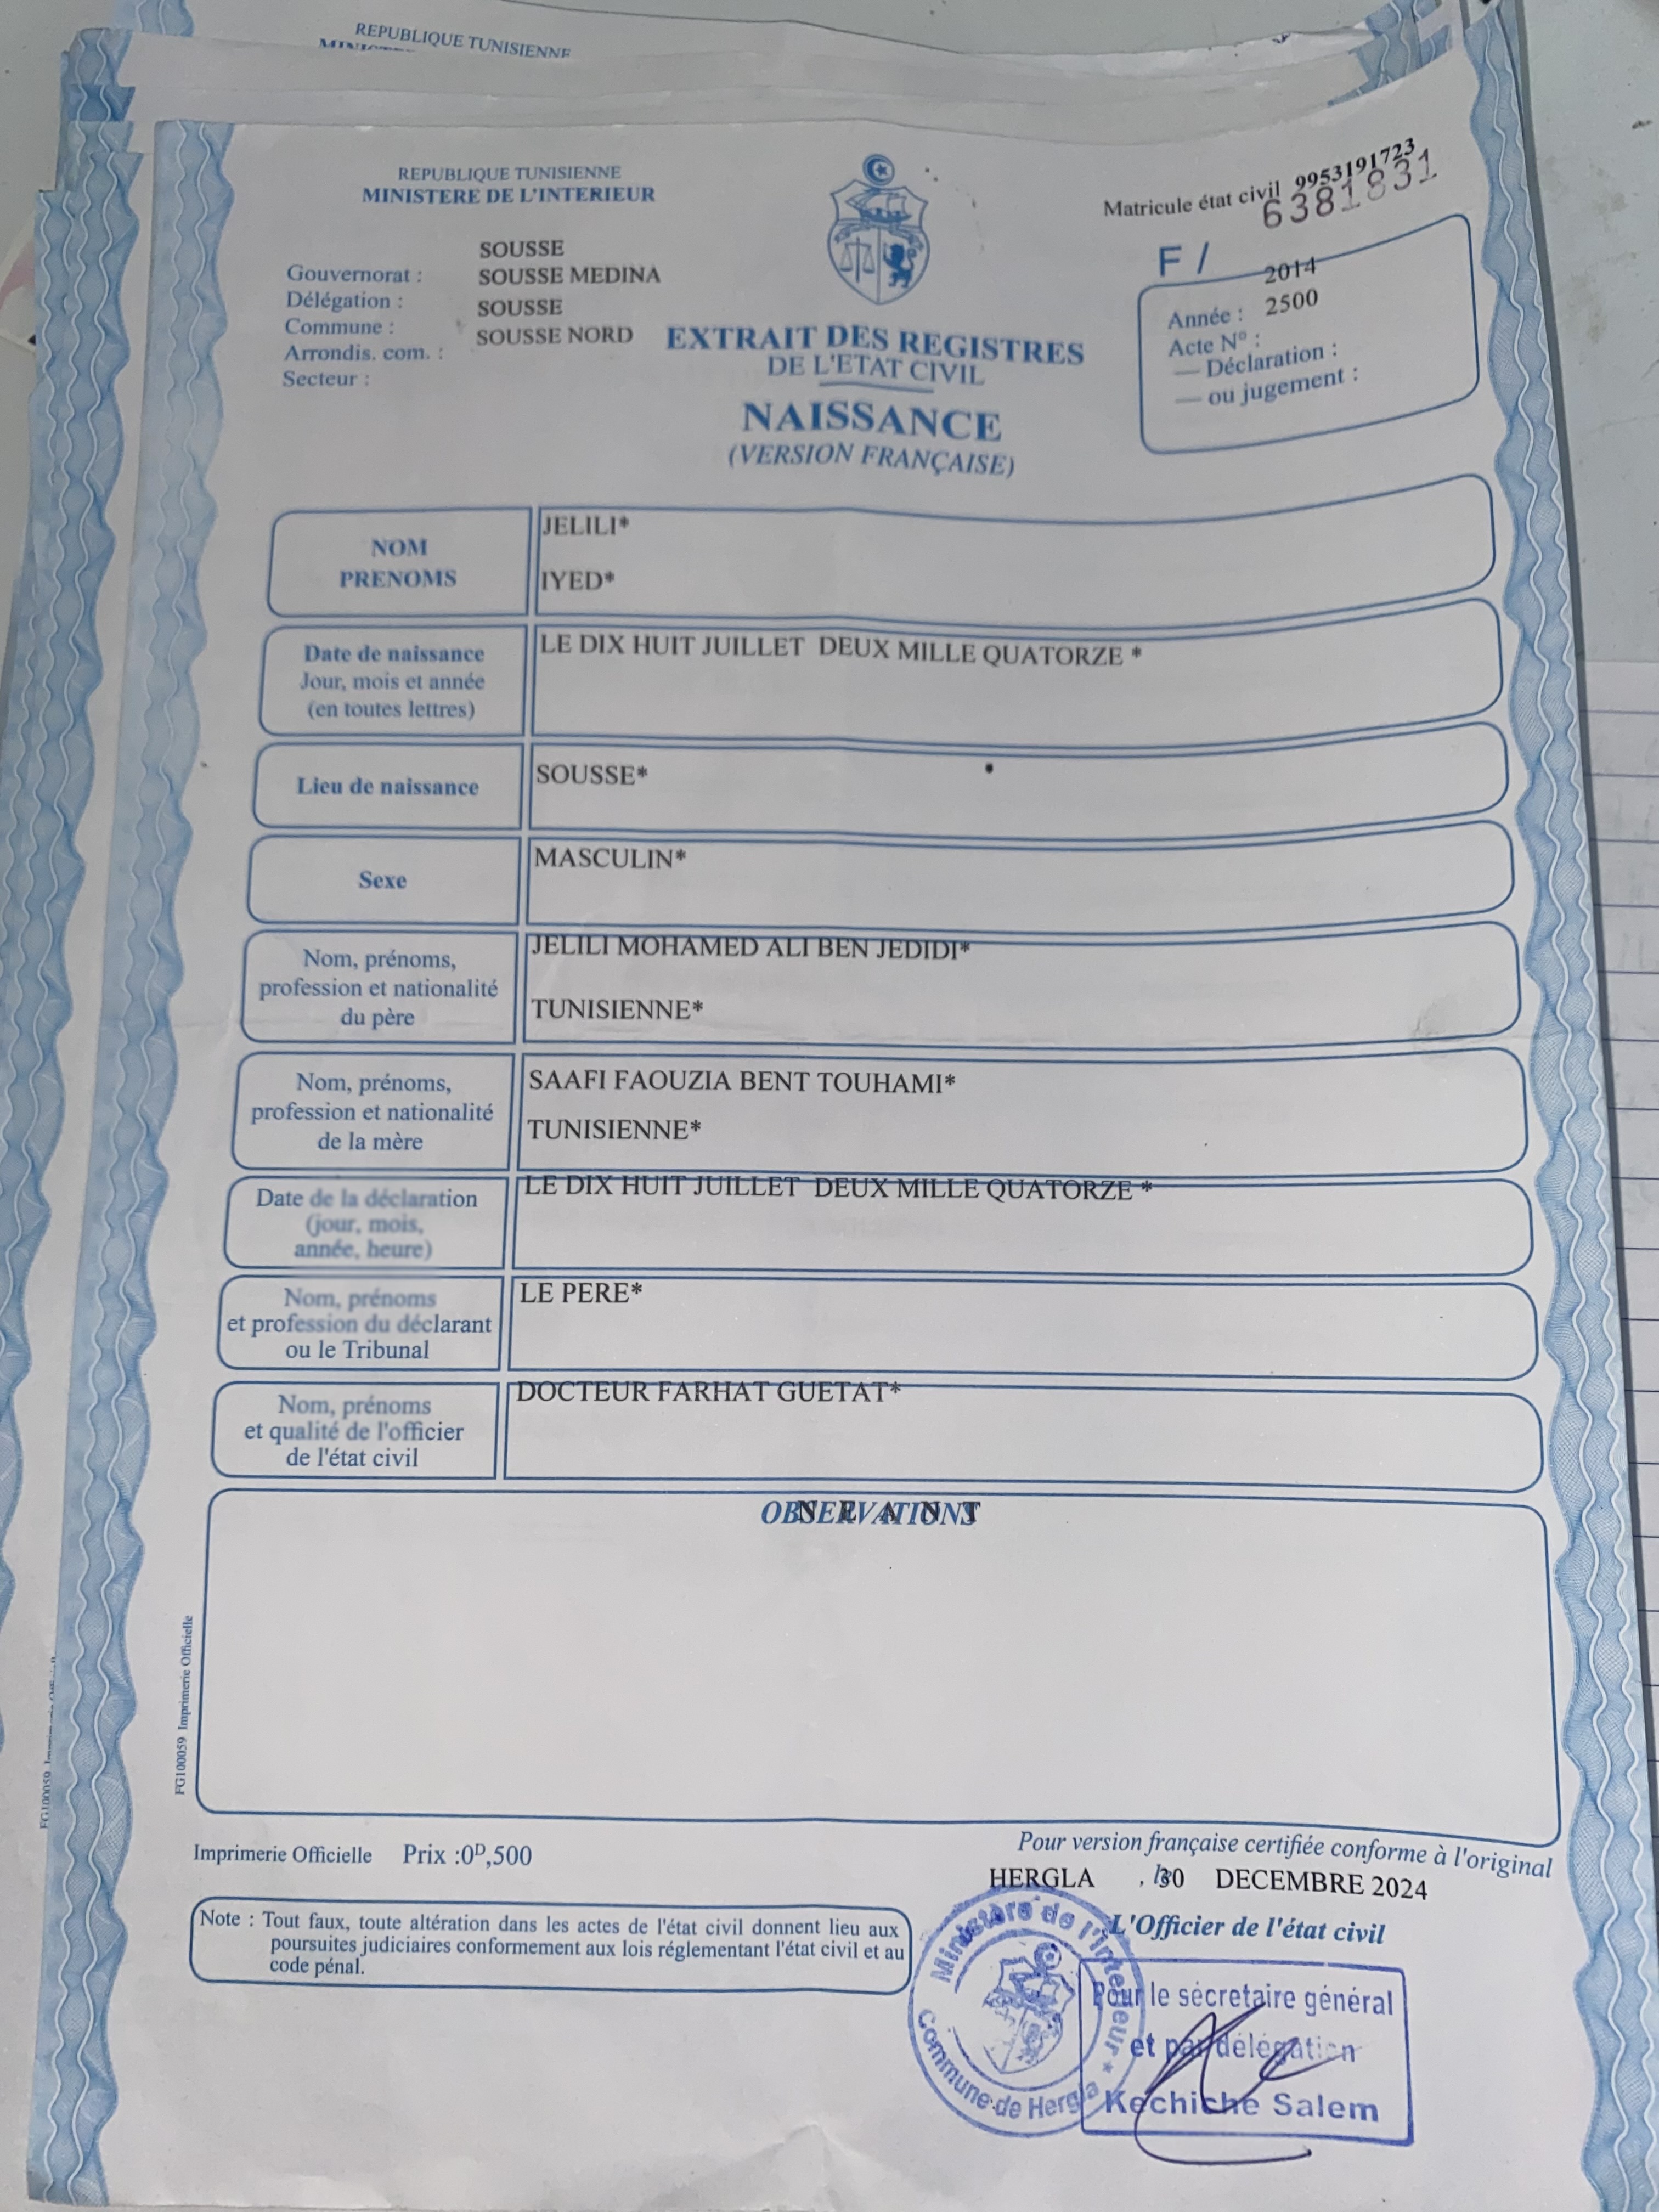 REPUBLIQUE TUNISIENNE
REPUBLIQUE TUNISIENNE
MINISTERE DE L'INTERIEUR
Matricule état civil 9953191723
6381831
SOUSSE
Gouvernorat :
SOUSSE MEDINA
Délégation :
SOUSSE
Commune :
SOUSSE NORD
Arrondis. com. :
Secteur :
EXTRAIT DES REGISTRES
DE L'ETAT CIVIL
NAISSANCE
(VERSION FRANÇAISE)
F /
2014
Année :
2500
Acte N° :
— Déclaration :
— ou jugement :
NOM
PRENOMS
JELILI*
IYED*
Date de naissance
Jour, mois et année
(en toutes lettres)
LE DIX HUIT JUILLET DEUX MILLE QUATORZE *
Lieu de naissance
SOUSSE*
Sexe
MASCULIN*
Nom, prénoms,
profession et nationalité
du père
JELILI MOHAMED ALI BEN JEDIDI*
TUNISIENNE*
Nom, prénoms,
profession et nationalité
de la mère
SAAFI FAOUZIA BENT TOUHAMI*
TUNISIENNE*
Date de la déclaration
(jour, mois,
année, heure)
LE DIX HUIT JUILLET DEUX MILLE QUATORZE *
Nom, prénoms
et profession du déclarant
ou le Tribunal
LE PERE*
Nom, prénoms
et qualité de l'officier
de l'état civil
DOCTEUR FARHAT GUETAT*
OBSERVATIONS
N E A N T
FG100059 Imprimerie Officielle
Imprimerie Officielle Prix :0ᴰ,500
Pour version française certifiée conforme à l'original
HERGLA , le 30 DECEMBRE 2024
L'Officier de l'état civil
Note : Tout faux, toute altération dans les actes de l'état civil donnent lieu aux
poursuites judiciaires conformement aux lois réglementant l'état civil et au
code pénal.
Ministère de l'Interieur
Commune de Hergla
Pour le sécretaire général
et par délégation
Kechiche Salem